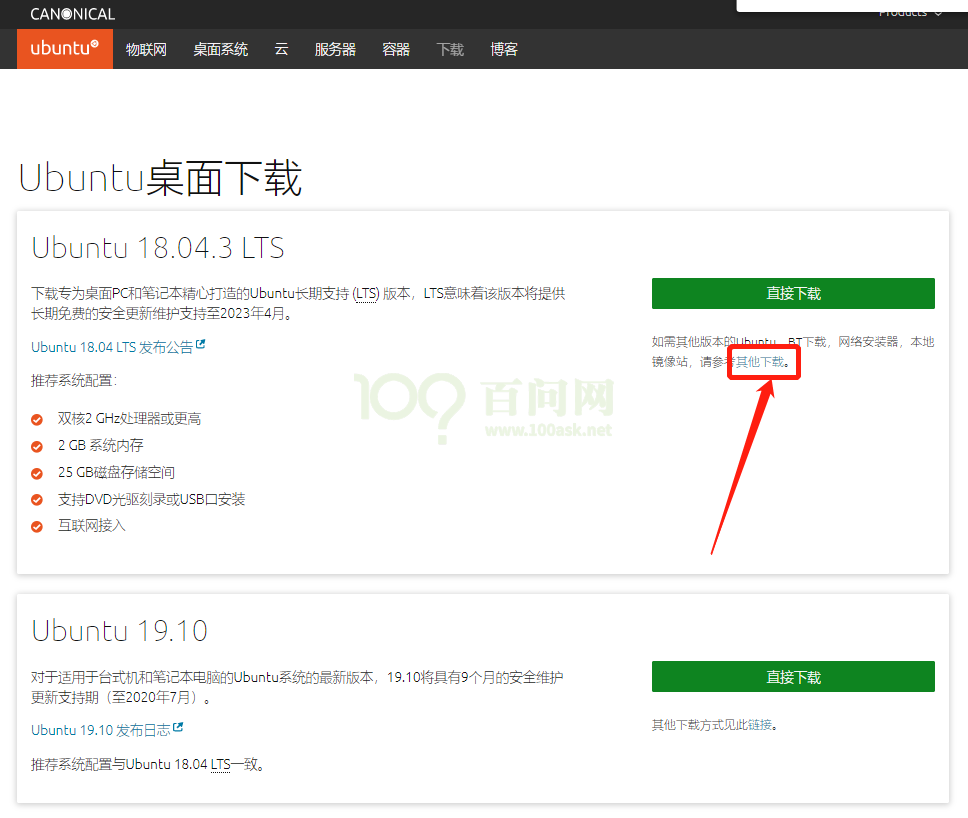 CANONICAL
Products
ubuntu
物联网 桌面系统 云 服务器 容器 下载 博客
Ubuntu桌面下载
Ubuntu 18.04.3 LTS
下载专为桌面PC和笔记本精心打造的Ubuntu长期支持 (LTS) 版本，LTS意味着该版本将提供
长期免费的安全更新维护支持至2023年4月。
Ubuntu 18.04 LTS 发布公告
推荐系统配置:
双核2 GHz处理器或更高
2 GB 系统内存
25 GB磁盘存储空间
支持DVD光驱刻录或USB口安装
互联网接入
直接下载
如需其他版本的Ubuntu，BT下载，网络安装器，本地
镜像站，请参考其他下载。
100 百问网
www.100ask.net
Ubuntu 19.10
对于适用于台式机和笔记本电脑的Ubuntu系统的最新版本，19.10将具有9个月的安全维护
更新支持期（至2020年7月）。
Ubuntu 19.10 发布日志
推荐系统配置与Ubuntu 18.04 LTS一致。
直接下载
其他下载方式见此链接。